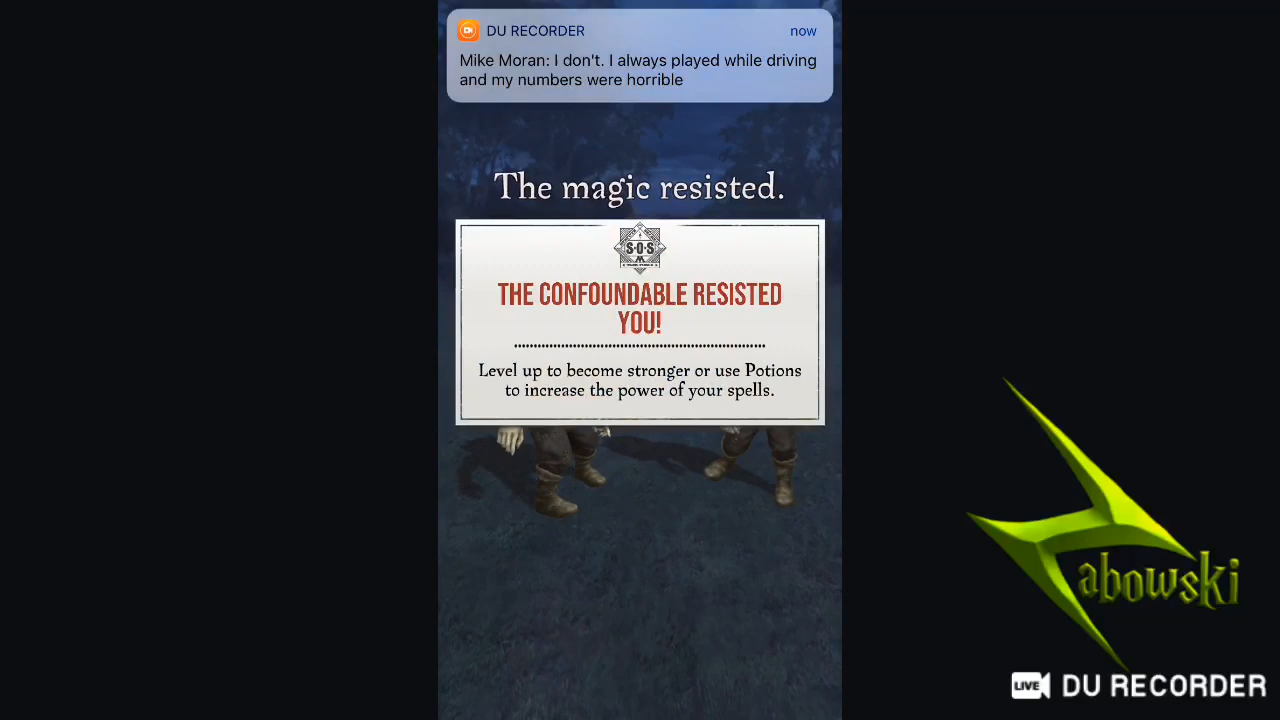 DU RECORDER
now
Mike Moran: I don't. I always played while driving
and my numbers were horrible
The magic resisted.
S·O·S
THE CONFOUNDABLE RESISTED
YOU!
Level up to become stronger or use Potions
to increase the power of your spells.
abowski
LIVE DU RECORDER